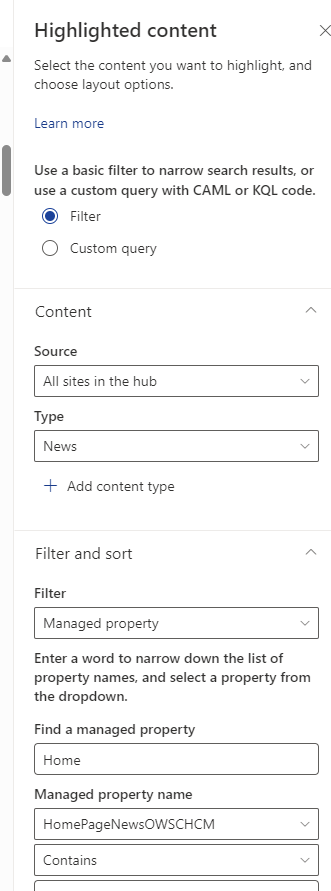 Highlighted content
Select the content you want to highlight, and
choose layout options.
Learn more
Use a basic filter to narrow search results, or
use a custom query with CAML or KQL code.
Filter
Custom query
Content
Source
All sites in the hub
Type
News
Add content type
Filter and sort
Filter
Managed property
Enter a word to narrow down the list of
property names, and select a property from
the dropdown.
Find a managed property
Home
Managed property name
HomePageNewsOWSCHCM
Contains